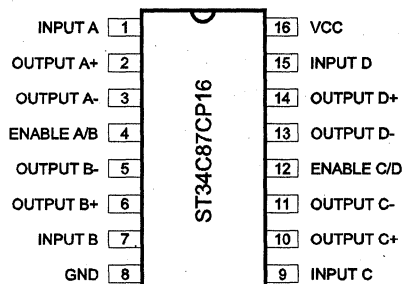 INPUT A 1 16 VCC
OUTPUT A+ 2 15 INPUT D
OUTPUT A- 3 14 OUTPUT D+
ENABLE A/B 4 13 OUTPUT D-
OUTPUT B- 5 12 ENABLE C/D
OUTPUT B+ 6 11 OUTPUT C-
INPUT B 7 10 OUTPUT C+
GND 8 9 INPUT C
ST34C87CP16